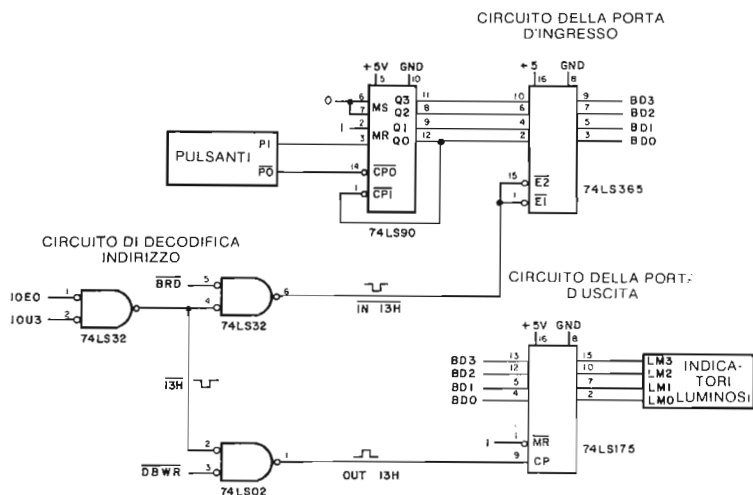 CIRCUITO DELLA PORTA
D'INGRESSO
+5V GND
5 10
+5 GND
16 8
0 6 MS Q3 11 10 9 BD3
7 Q2 8 6 7 BD2
1 2 MR Q1 9 4 5 BD1
3 Q0 12 2 3 BD0
PULSANTI
P1
P0
14 CP0
1 CP1
74LS90
15 E2
1 E1
74LS365
CIRCUITO DI DECODIFICA
INDIRIZZO
IOE0 1
IOU3 2
74LS32
BRD 5
4
6
74LS32
IN 13H
13H
CIRCUITO DELLA PORTA
D'USCITA
+5V GND
16 8
BD3 13 15 LM3
BD2 12 10 LM2
BD1 5 7 LM1
BD0 4 2 LM0
INDICA-
TORI
LUMINOSI
1 1 MR
9 CP
74LS175
2
DBWR 3
1
74LS02
OUT 13H